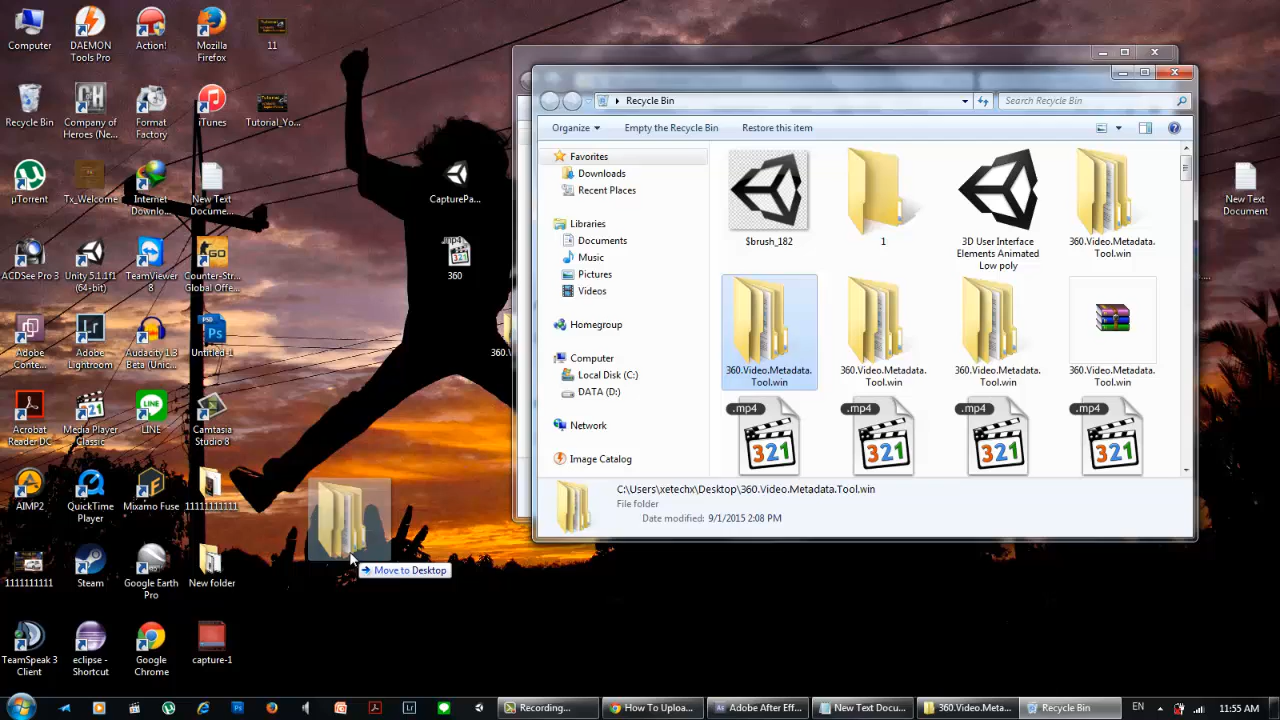 Computer
DAEMON
Tools Pro
Action!
Mozilla
Firefox
11
Recycle Bin
Company of
Heroes (Ne...
Format
Factory
iTunes
Tutorial_Yo...
µTorrent
Tx_Welcome
Internet
Downlo...
New Text
Docume...
CapturePa...
ACDSee Pro 3
Unity 5.1.1f1
(64-bit)
TeamViewer
8
Counter-Str...
Global Offe...
.mp4
360
Adobe
Conte...
Adobe
Lightroom
Audacity 1.3
Beta (Unic...
Untitled-1
Acrobat
Reader DC
Media Player
Classic
LINE
Camtasia
Studio 8
AIMP2
QuickTime
Player
Mixamo Fuse
11111111111
1111111111
Steam
Google Earth
Pro
New folder
TeamSpeak 3
Client
eclipse -
Shortcut
Google
Chrome
capture-1
Move to Desktop
New Text
Document
Recycle Bin
Search Recycle Bin
Organize
Empty the Recycle Bin
Restore this item
Favorites
Downloads
Recent Places
Libraries
Documents
Music
Pictures
Videos
Homegroup
Computer
Local Disk (C:)
DATA (D:)
Network
Image Catalog
$brush_182
1
3D User Interface
Elements Animated
Low poly
360.Video.Metadata.
Tool.win
360.Video.Metadata.
Tool.win
360.Video.Metadata.
Tool.win
360.Video.Metadata.
Tool.win
360.Video.Metadata.
Tool.win
.mp4
321
.mp4
321
.mp4
321
.mp4
321
C:\Users\xetechx\Desktop\360.Video.Metadata.Tool.win
File folder
Date modified: 9/1/2015 2:08 PM
Recording...
How To Uploa...
Adobe After Eff...
New Text Docu...
360.Video.Meta...
Recycle Bin
EN
11:55 AM